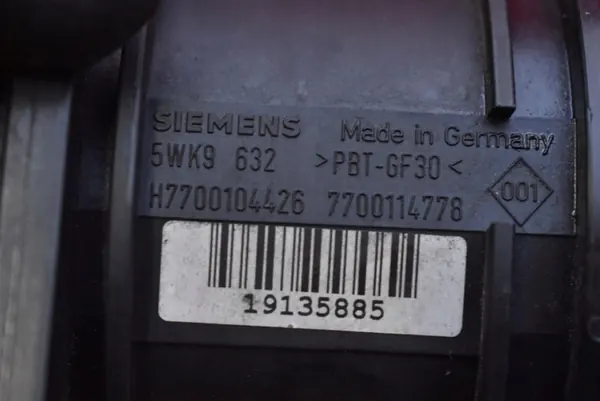 SIEMENS Made in Germany
5WK9 632 >PBT-GF30<
H7700104426 7700114778
001
19135885